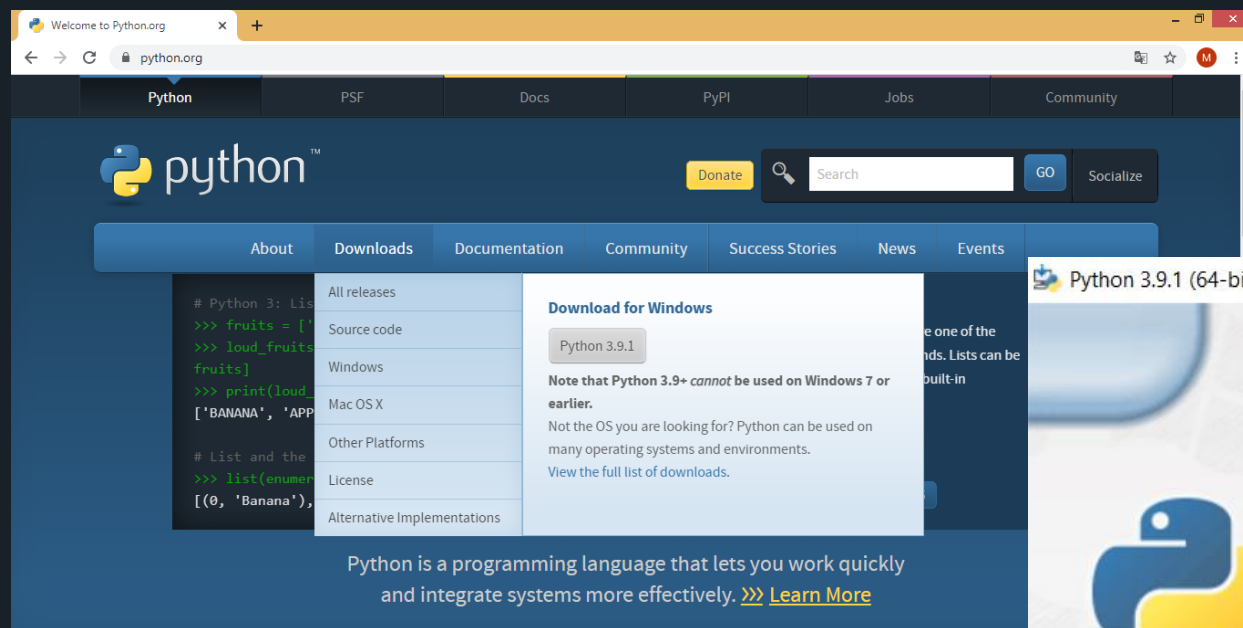 Welcome to Python.org
python.org
M
Python PSF Docs PyPI Jobs Community
python™
Donate Search GO Socialize
About Downloads Documentation Community Success Stories News Events
# Python 3: Lis
>>> fruits = ['
>>> loud_fruits
fruits]
>>> print(loud_
['BANANA', 'APP
# List and the
>>> list(enumer
[(0, 'Banana'),
All releases
Source code
Windows
Mac OS X
Other Platforms
License
Alternative Implementations
Download for Windows
Python 3.9.1
Note that Python 3.9+ cannot be used on Windows 7 or
earlier.
Not the OS you are looking for? Python can be used on
many operating systems and environments.
View the full list of downloads.
e one of the
nds. Lists can be
built-in
Python 3.9.1 (64-bi
Python is a programming language that lets you work quickly
and integrate systems more effectively. >>> Learn More